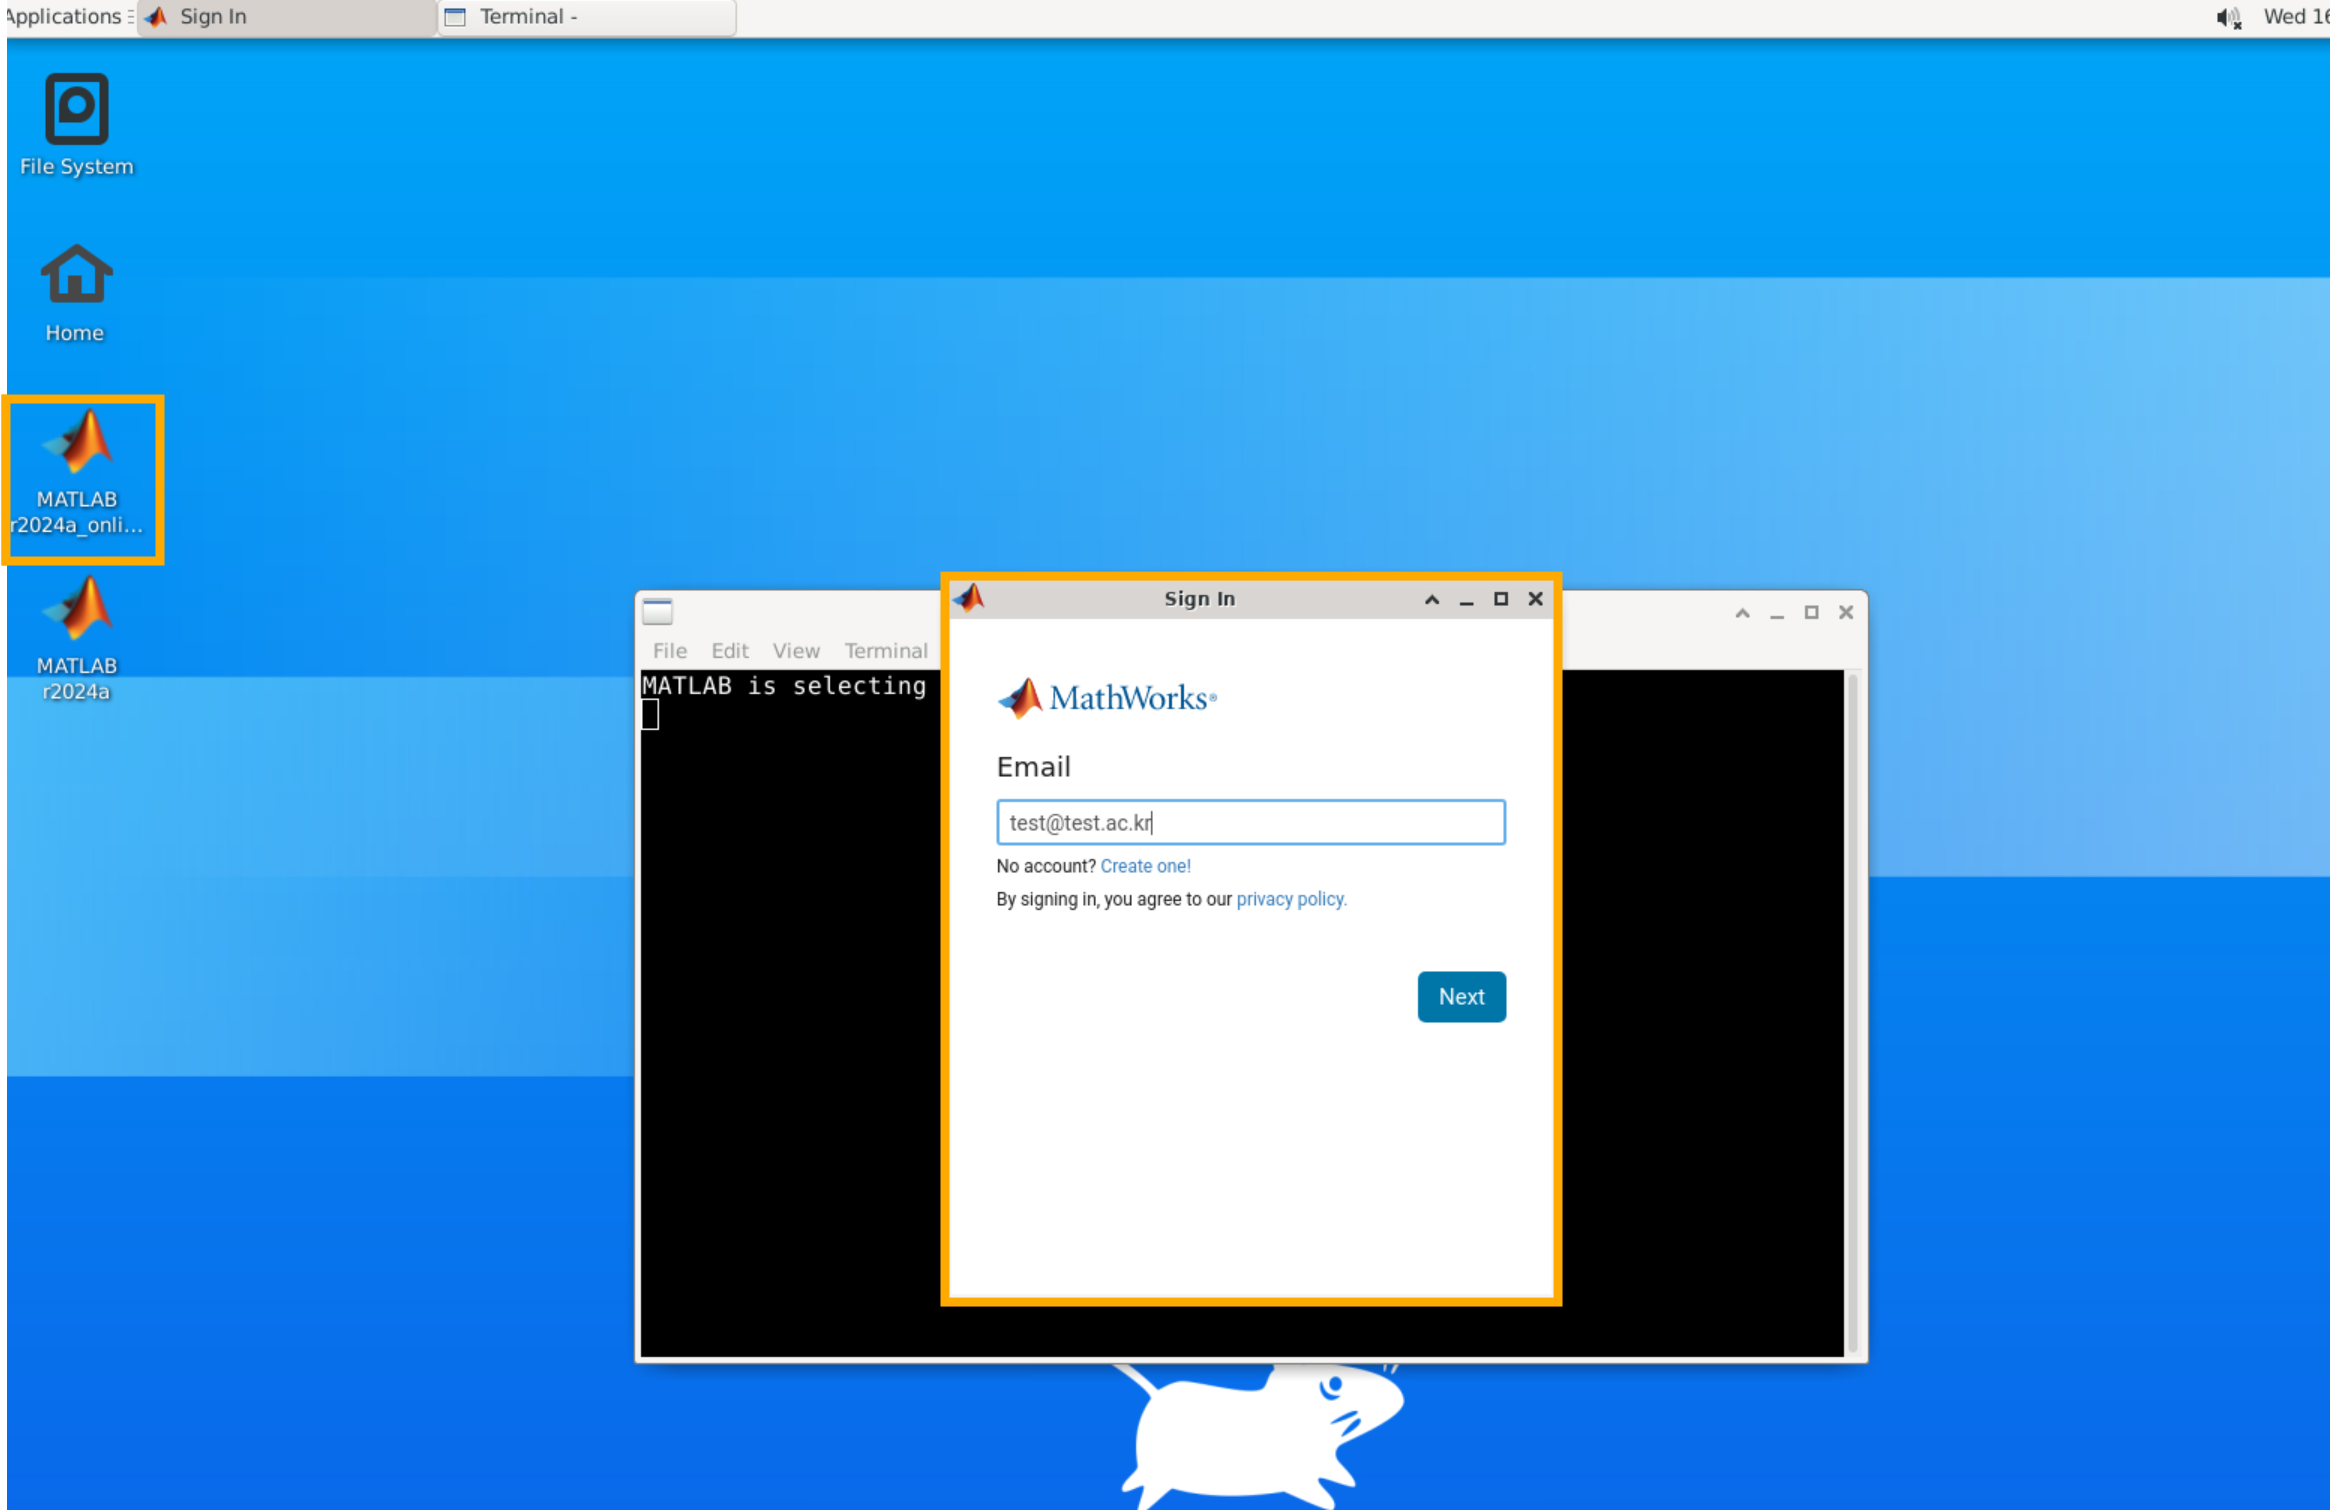 Applications
Sign In
Terminal -
Wed 16
File System
Home
MATLAB
r2024a_onli...
MATLAB
r2024a
Sign In
File Edit View Terminal
MATLAB is selecting
MathWorks®
Email
test@test.ac.kr
No account? Create one!
By signing in, you agree to our privacy policy.
Next